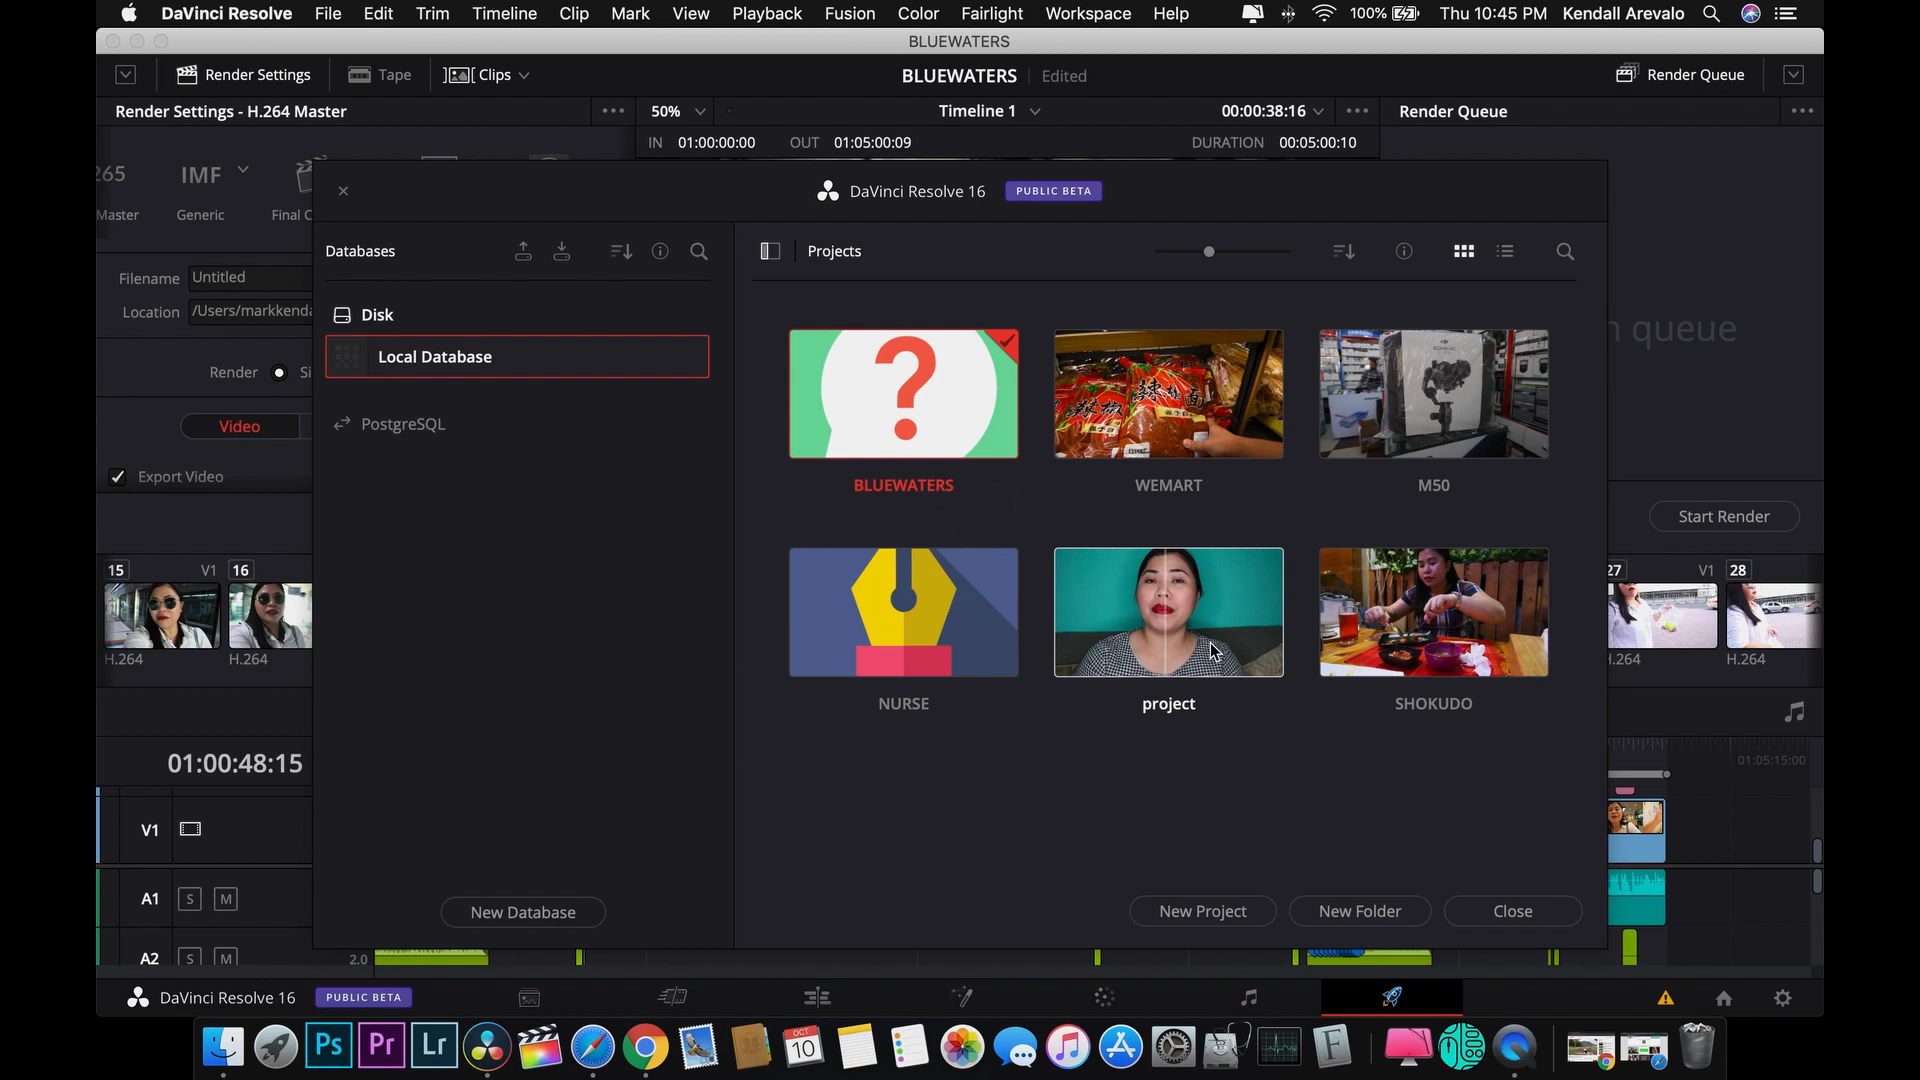 DaVinci Resolve File Edit Trim Timeline Clip Mark View Playback Fusion Color Fairlight Workspace Help 100% Thu 10:45 PM Kendall Arevalo
BLUEWATERS
Render Settings Tape Clips BLUEWATERS Edited Render Queue
Render Settings - H.264 Master 50% Timeline 1 00:00:38:16 Render Queue
IN 01:00:00:00 OUT 01:05:00:09 DURATION 00:05:00:10
265 IMF
Master Generic Final C
DaVinci Resolve 16 PUBLIC BETA
Databases Projects
Filename Untitled
Location /Users/markkenda
Disk
Local Database
PostgreSQL
Render Si
Video
Export Video
n queue
Start Render
?
辣椒面
BLUEWATERS WEMART M50
NURSE project SHOKUDO
15 V1 16
H.264 H.264
27 V1 28
.264 H.264
01:00:48:15
01:05:15:00
V1
A1 S M
A2 S M 2.0
New Database New Project New Folder Close
DaVinci Resolve 16 PUBLIC BETA
Ps Pr Lr OCT 10